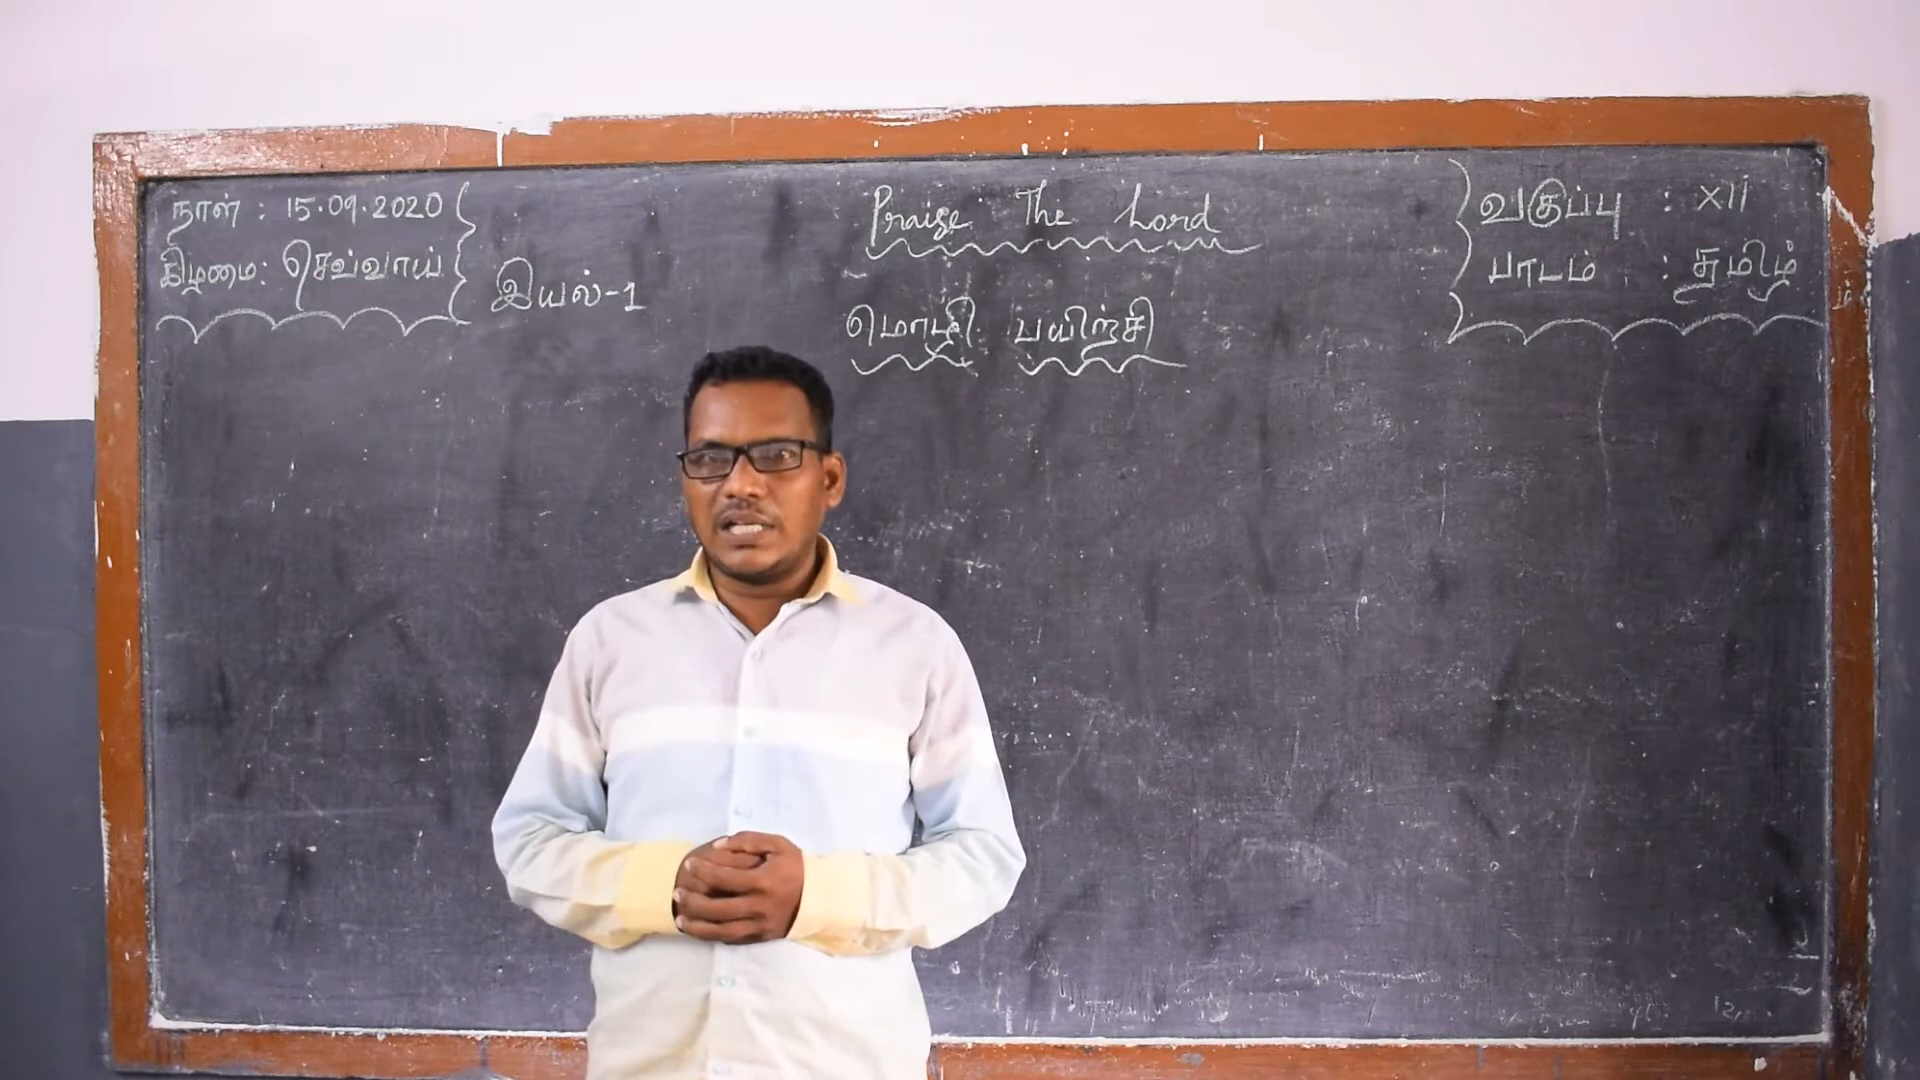 நாள் : 15.09.2020
கிழமை: செவ்வாய்
இயல்-1
Praise The Lord
மொழி பயிற்சி
வகுப்பு : XII
பாடம் : தமிழ்